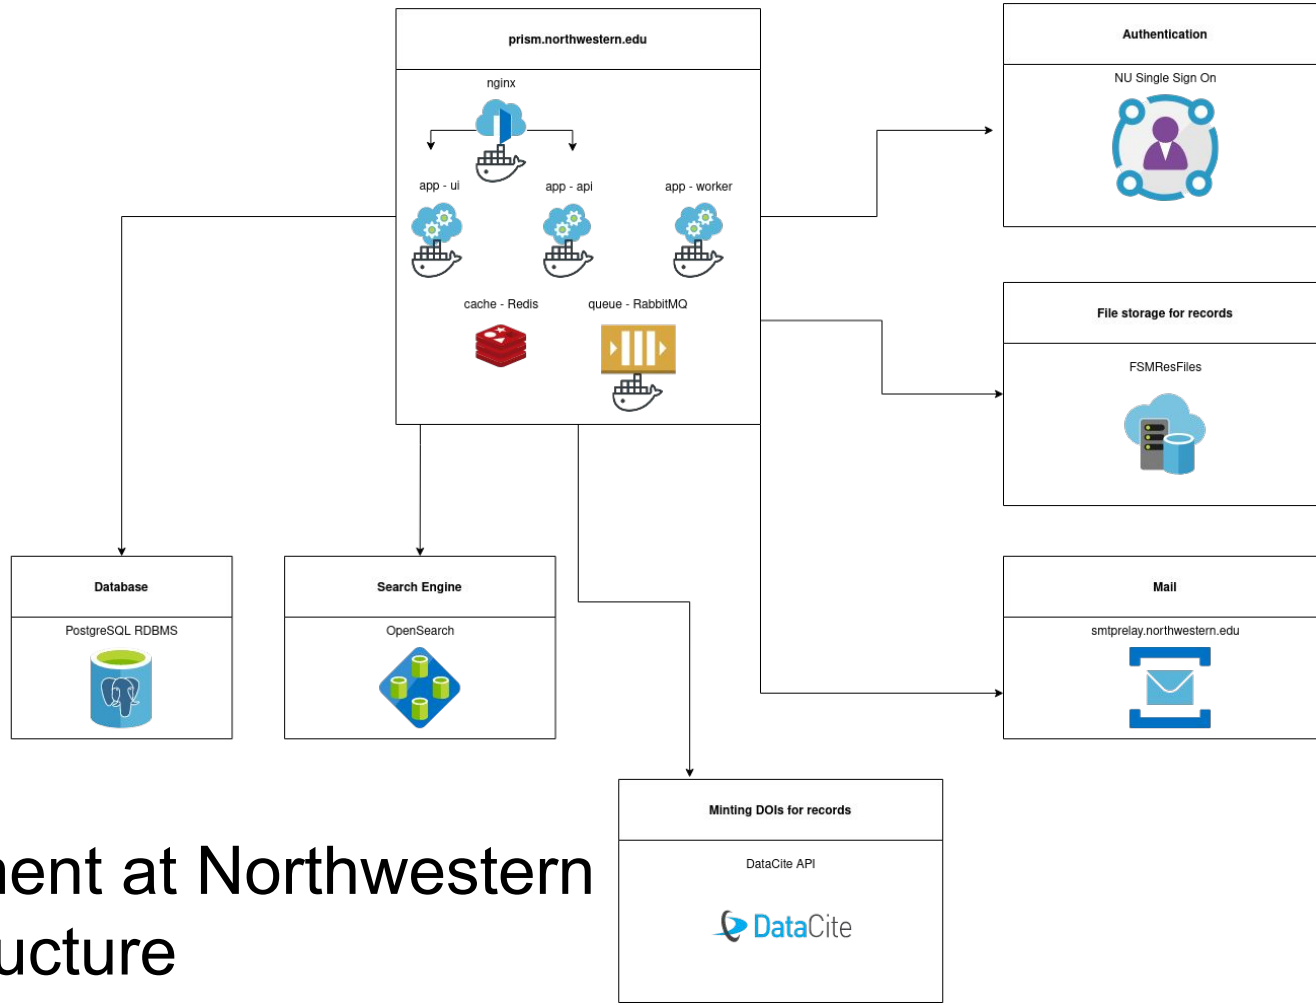 prism.northwestern.edu
nginx
app - ui
app - api
app - worker
cache - Redis
queue - RabbitMQ
Authentication
NU Single Sign On
File storage for records
FSMResFiles
Database
PostgreSQL RDBMS
Search Engine
OpenSearch
Mail
smtprelay.northwestern.edu
Minting DOIs for records
DataCite API
DataCite
at Northwestern